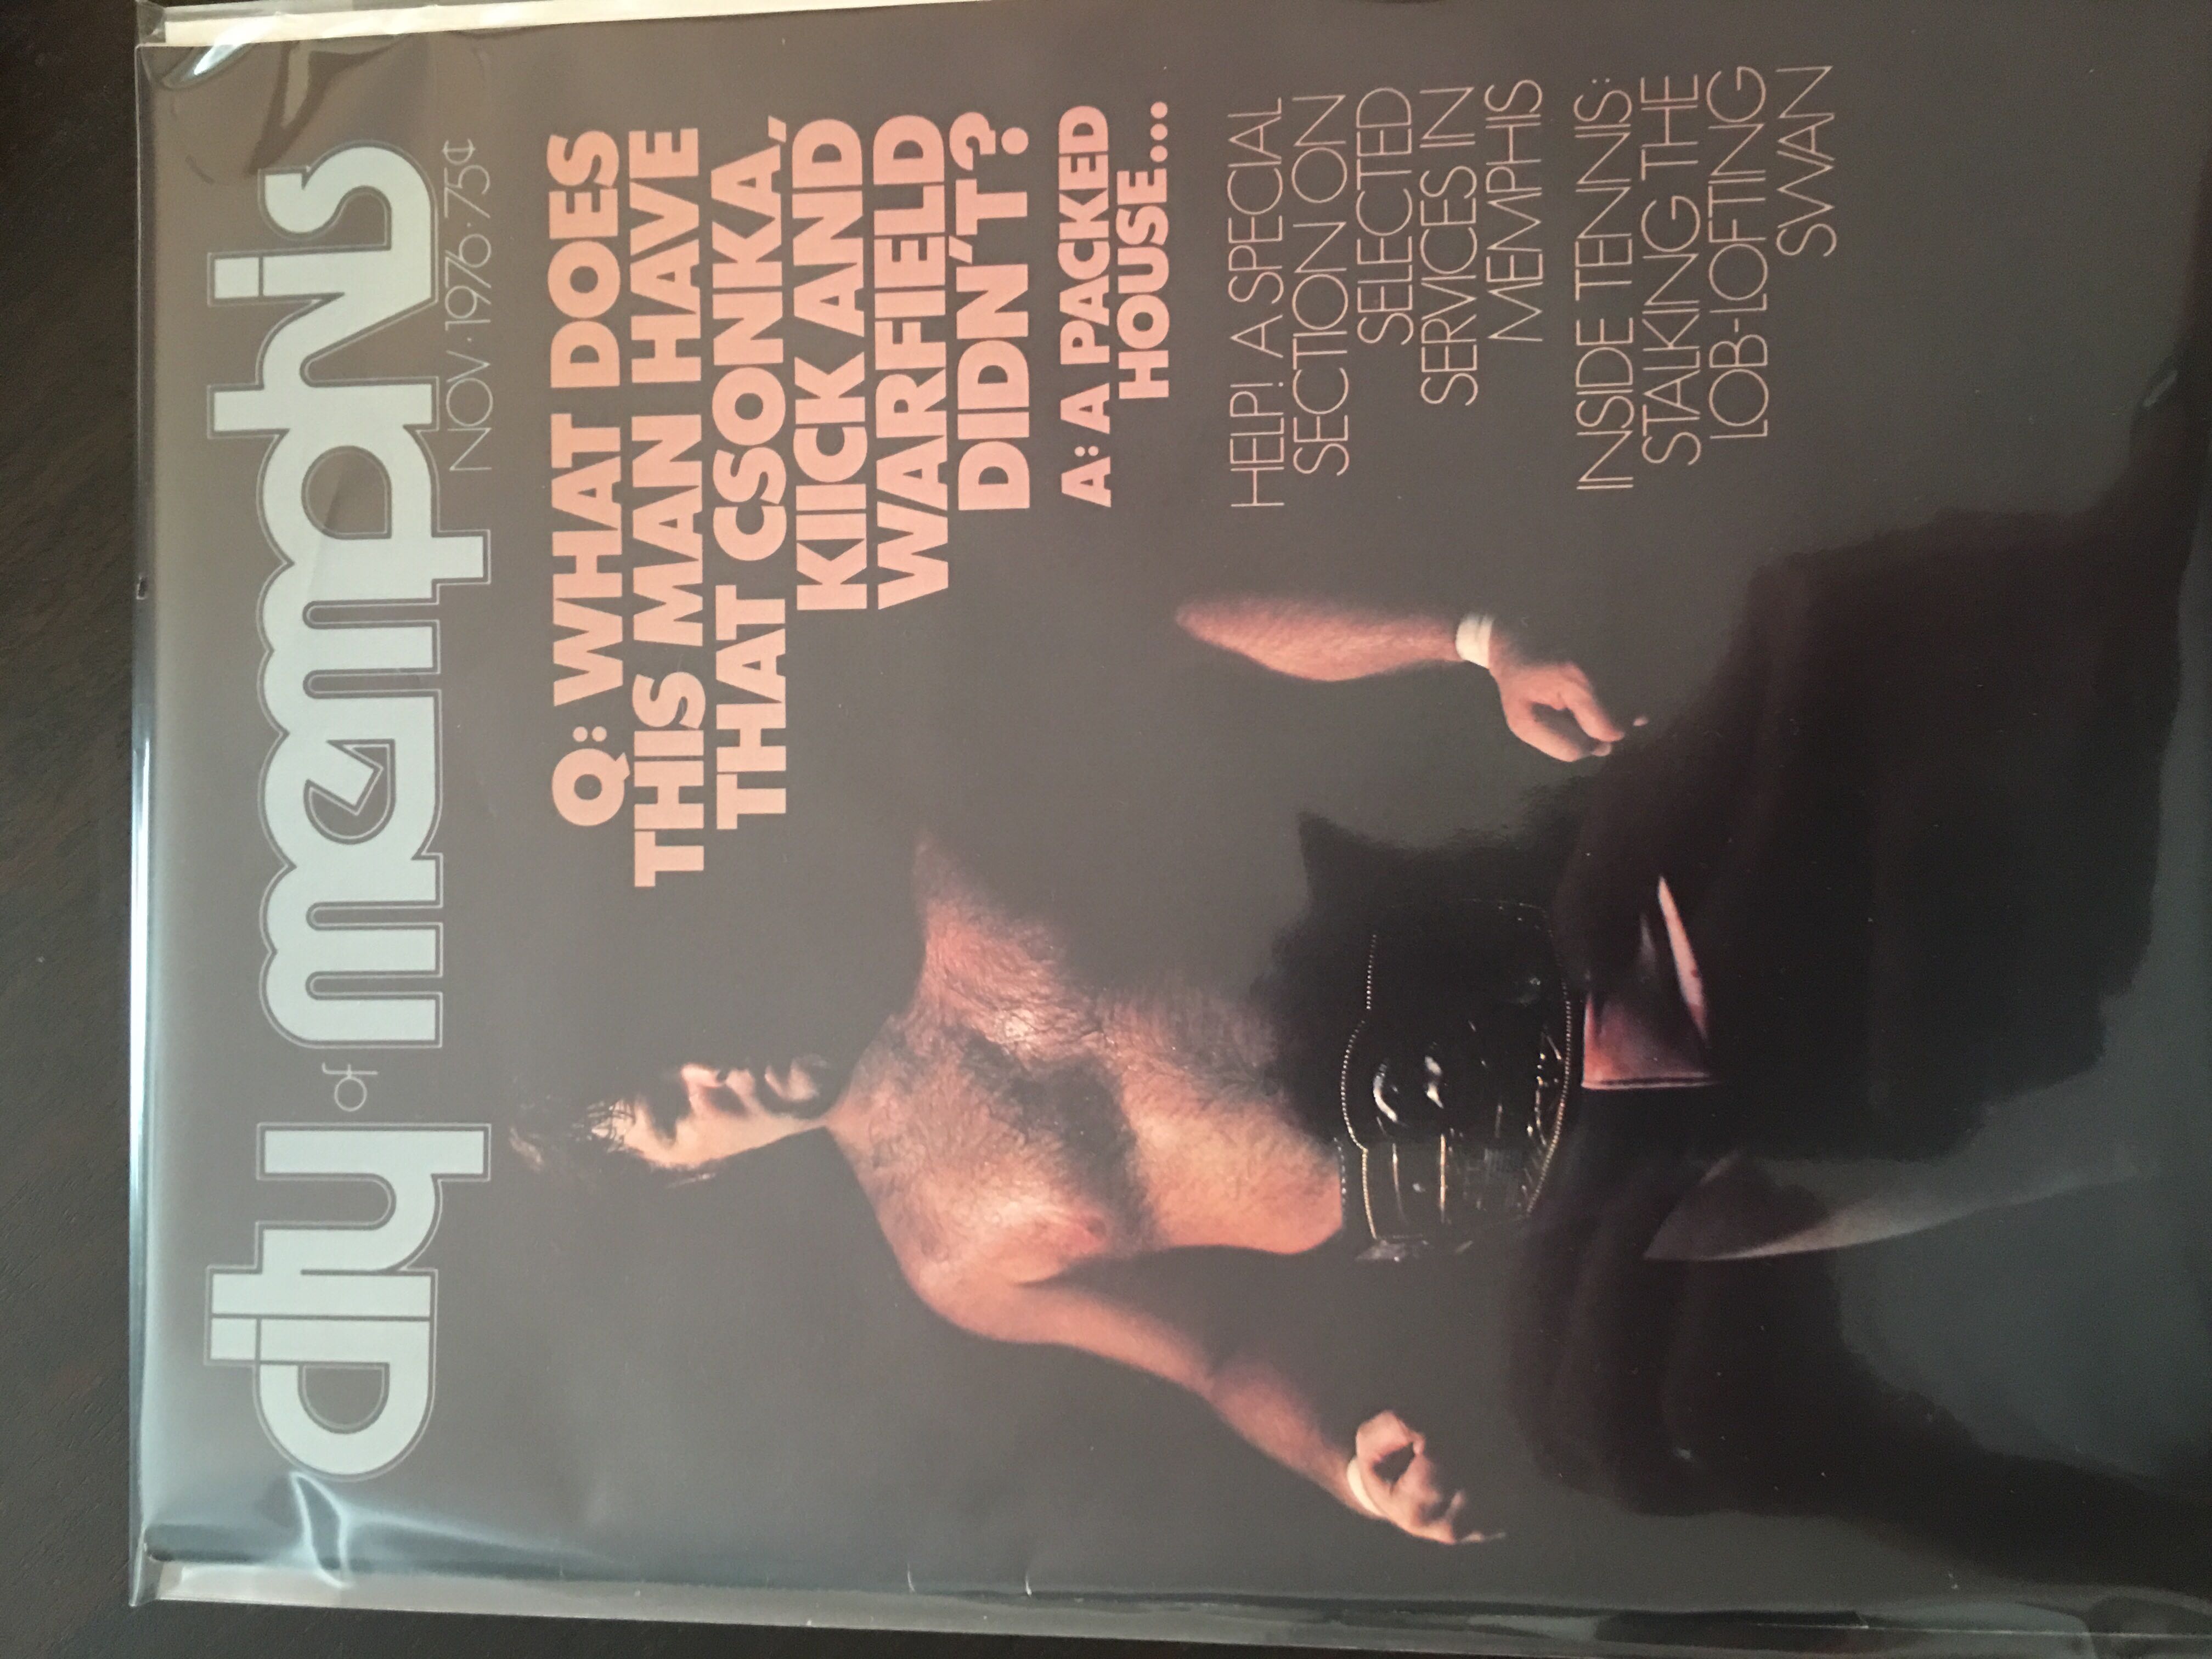 city of memphis
NOV·1976·75¢
Q: WHAT DOES
THIS MAN HAVE
THAT CSONKA,
KIICK AND
WARFIELD
DIDN'T?
A: A PACKED
HOUSE...
HELP! A SPECIAL
SECTION ON
SELECTED
SERVICES IN
MEMPHIS
INSIDE TENNIS:
STALKING THE
LOB-LOFTING
SWAN